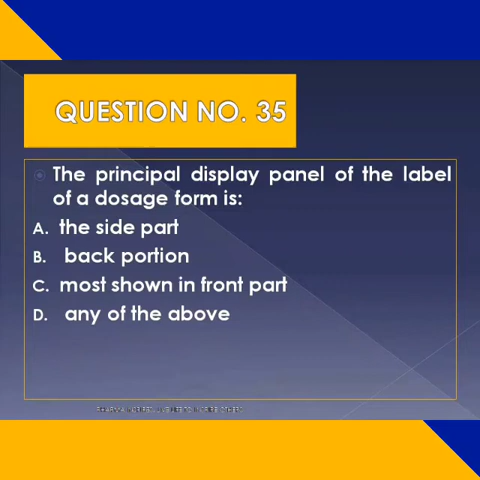 QUESTION NO. 35
The principal display panel of the label
of a dosage form is:
A. the side part
B. back portion
C. most shown in front part
D. any of the above